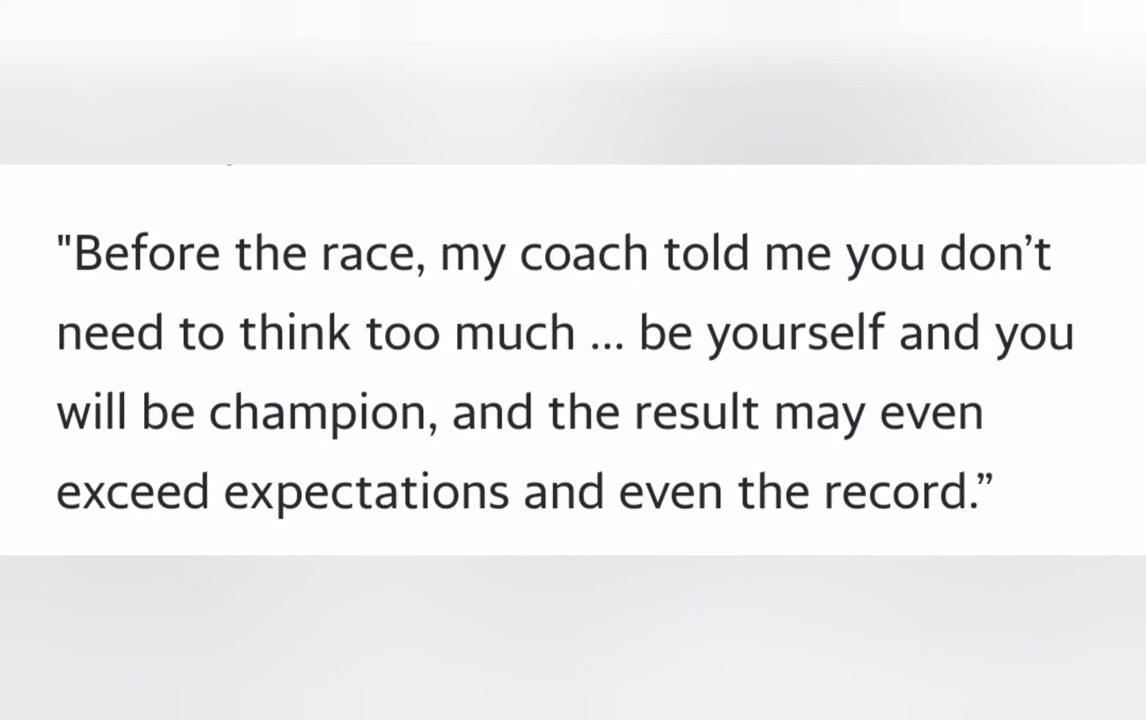 "Before the race, my coach told me you don’t
need to think too much ... be yourself and you
will be champion, and the result may even
exceed expectations and even the record.”